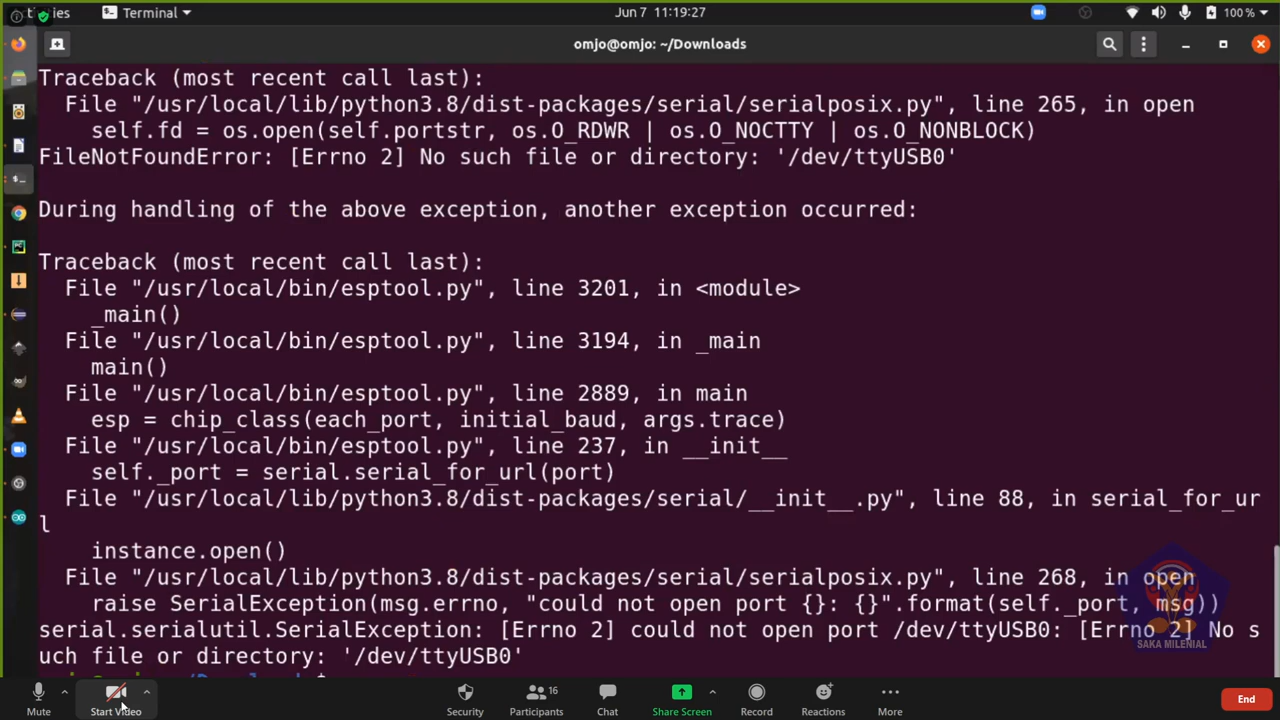 Terminal
Jun 7 11:19:27
100 %
omjo@omjo: ~/Downloads
Traceback (most recent call last):
File "/usr/local/lib/python3.8/dist-packages/serial/serialposix.py", line 265, in open
self.fd = os.open(self.portstr, os.O_RDWR | os.O_NOCTTY | os.O_NONBLOCK)
FileNotFoundError: [Errno 2] No such file or directory: '/dev/ttyUSB0'
During handling of the above exception, another exception occurred:
Traceback (most recent call last):
File "/usr/local/bin/esptool.py", line 3201, in <module>
_main()
File "/usr/local/bin/esptool.py", line 3194, in _main
main()
File "/usr/local/bin/esptool.py", line 2889, in main
esp = chip_class(each_port, initial_baud, args.trace)
File "/usr/local/bin/esptool.py", line 237, in __init__
self._port = serial.serial_for_url(port)
File "/usr/local/lib/python3.8/dist-packages/serial/__init__.py", line 88, in serial_for_ur
l
instance.open()
File "/usr/local/lib/python3.8/dist-packages/serial/serialposix.py", line 268, in open
raise SerialException(msg.errno, "could not open port {}: {}".format(self._port, msg))
serial.serialutil.SerialException: [Errno 2] could not open port /dev/ttyUSB0: [Errno 2] No s
uch file or directory: '/dev/ttyUSB0'
SAKA MILENIAL
Mute
Start Video
Security
Participants
16
Chat
Share Screen
Record
Reactions
More
End